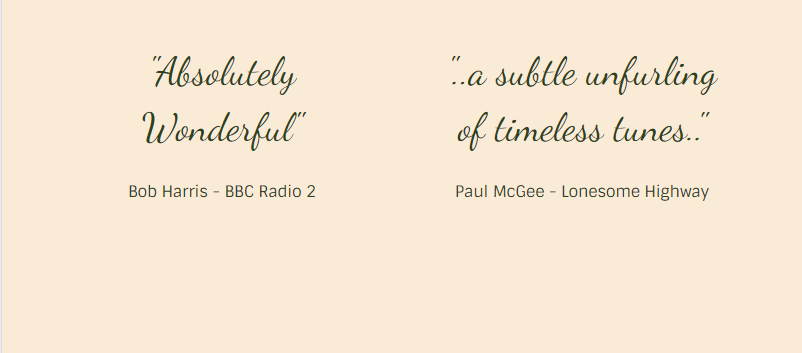 "Absolutely
Wonderful"
Bob Harris - BBC Radio 2
"..a subtle unfurling
of timeless tunes.."
Paul McGee - Lonesome Highway